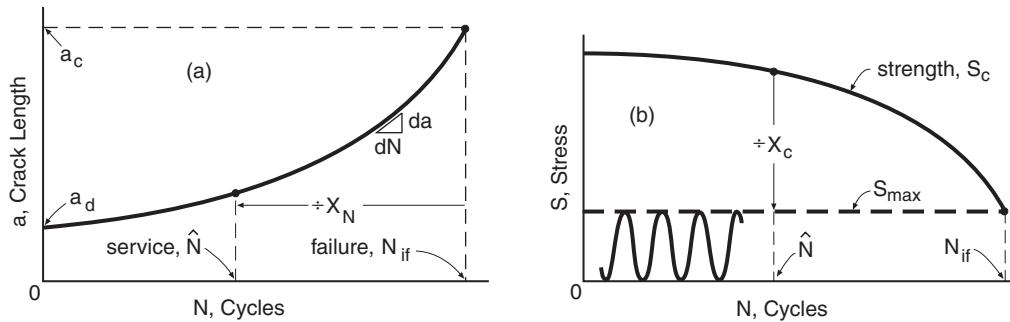 a, Crack Length
a_c
(a)
da
dN
a_d
÷X_N
service, N̂
failure, N_if
0
N, Cycles
S, Stress
strength, S_c
(b)
÷X_c
S_max
N̂
N_if
0
N, Cycles